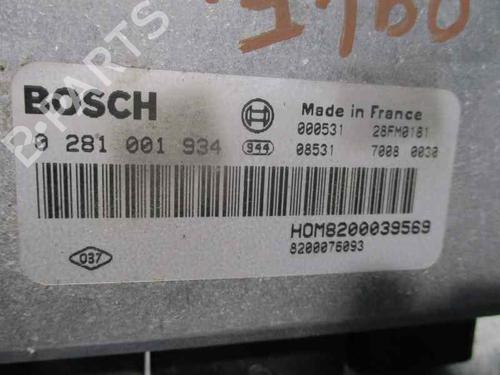 BOSCH
Made in France
000531 28FM0181
0 281 001 934 944 08531 7008 0030
HOM8200039569
8200076093
037